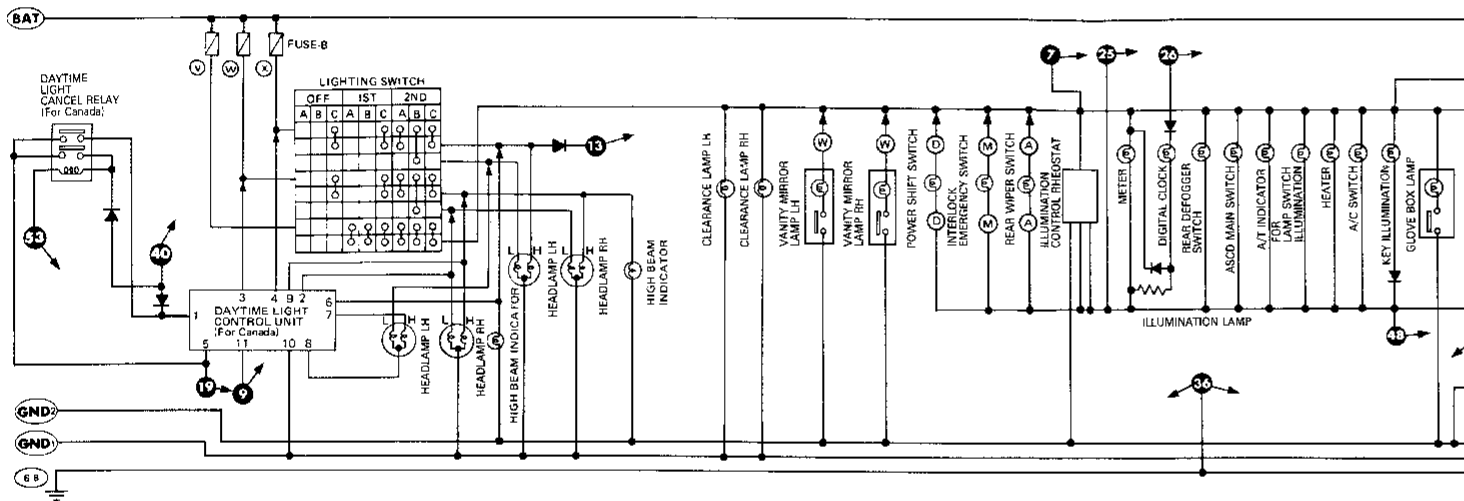 BAT
FUSE-B
V
W
X
DAYTIME
LIGHT
CANCEL RELAY
(For Canada)
LIGHTING SWITCH
OFF 1ST 2ND
A B C A B C A B C
13
53
40
3 4 9 2
1
DAYTIME LIGHT
CONTROL UNIT
(For Canada)
6
7
5 11 10 8
19
9
L H
HEADLAMP LH
L H
HEADLAMP RH
HIGH BEAM INDICATOR
L H
HEADLAMP LH
L H
HEADLAMP RH
HIGH BEAM
INDICATOR
CLEARANCE LAMP LH
CLEARANCE LAMP RH
VANITY MIRROR
LAMP LH
W
E
VANITY MIRROR
LAMP RH
W
E
POWER SHIFT SWITCH
D
E
D
INTERLOCK
EMERGENCY SWITCH
M
E
M
REAR WIPER SWITCH
A
E
A
ILLUMINATION
CONTROL RHEOSTAT
7
25
26
METER
E
DIGITAL CLOCK
E
REAR DEFOGGER
SWITCH
E
ASCD MAIN SWITCH
E
A/T INDICATOR
E
FOR
LAMP SWITCH
ILLUMINATION
E
HEATER
E
A/C SWITCH
E
KEY ILLUMINATION
E
GLOVE BOX LAMP
E
ILLUMINATION LAMP
48
36
GND2
GND1
6B